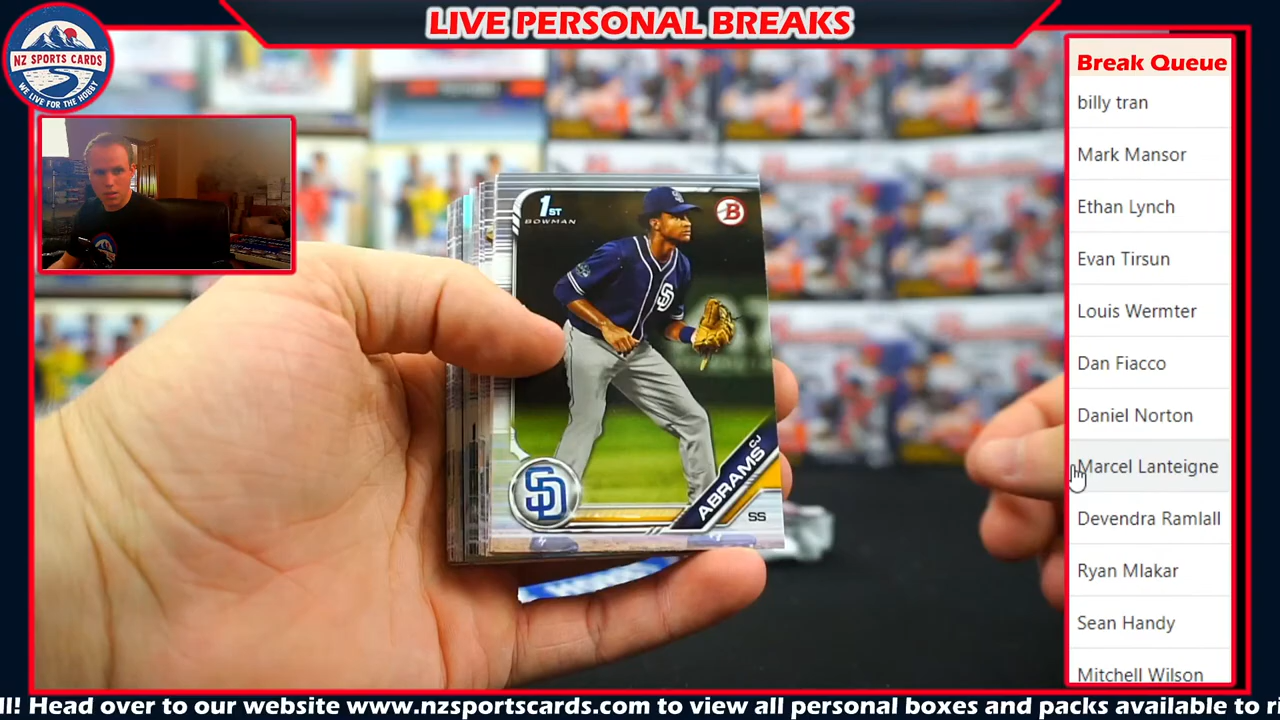 LIVE PERSONAL BREAKS
NZ SPORTS CARDS
WE LIVE FOR THE HOBBY
Break Queue
billy tran
Mark Mansor
Ethan Lynch
Evan Tirsun
Louis Wermter
Dan Fiacco
Daniel Norton
Marcel Lanteigne
Devendra Ramlall
Ryan Mlakar
Sean Handy
Mitchell Wilson
1ST
BOWMAN
B
SD
SD
CJ
ABRAMS
SS
ll! Head over to our website www.nzsportscards.com to view all personal boxes and packs available to ri